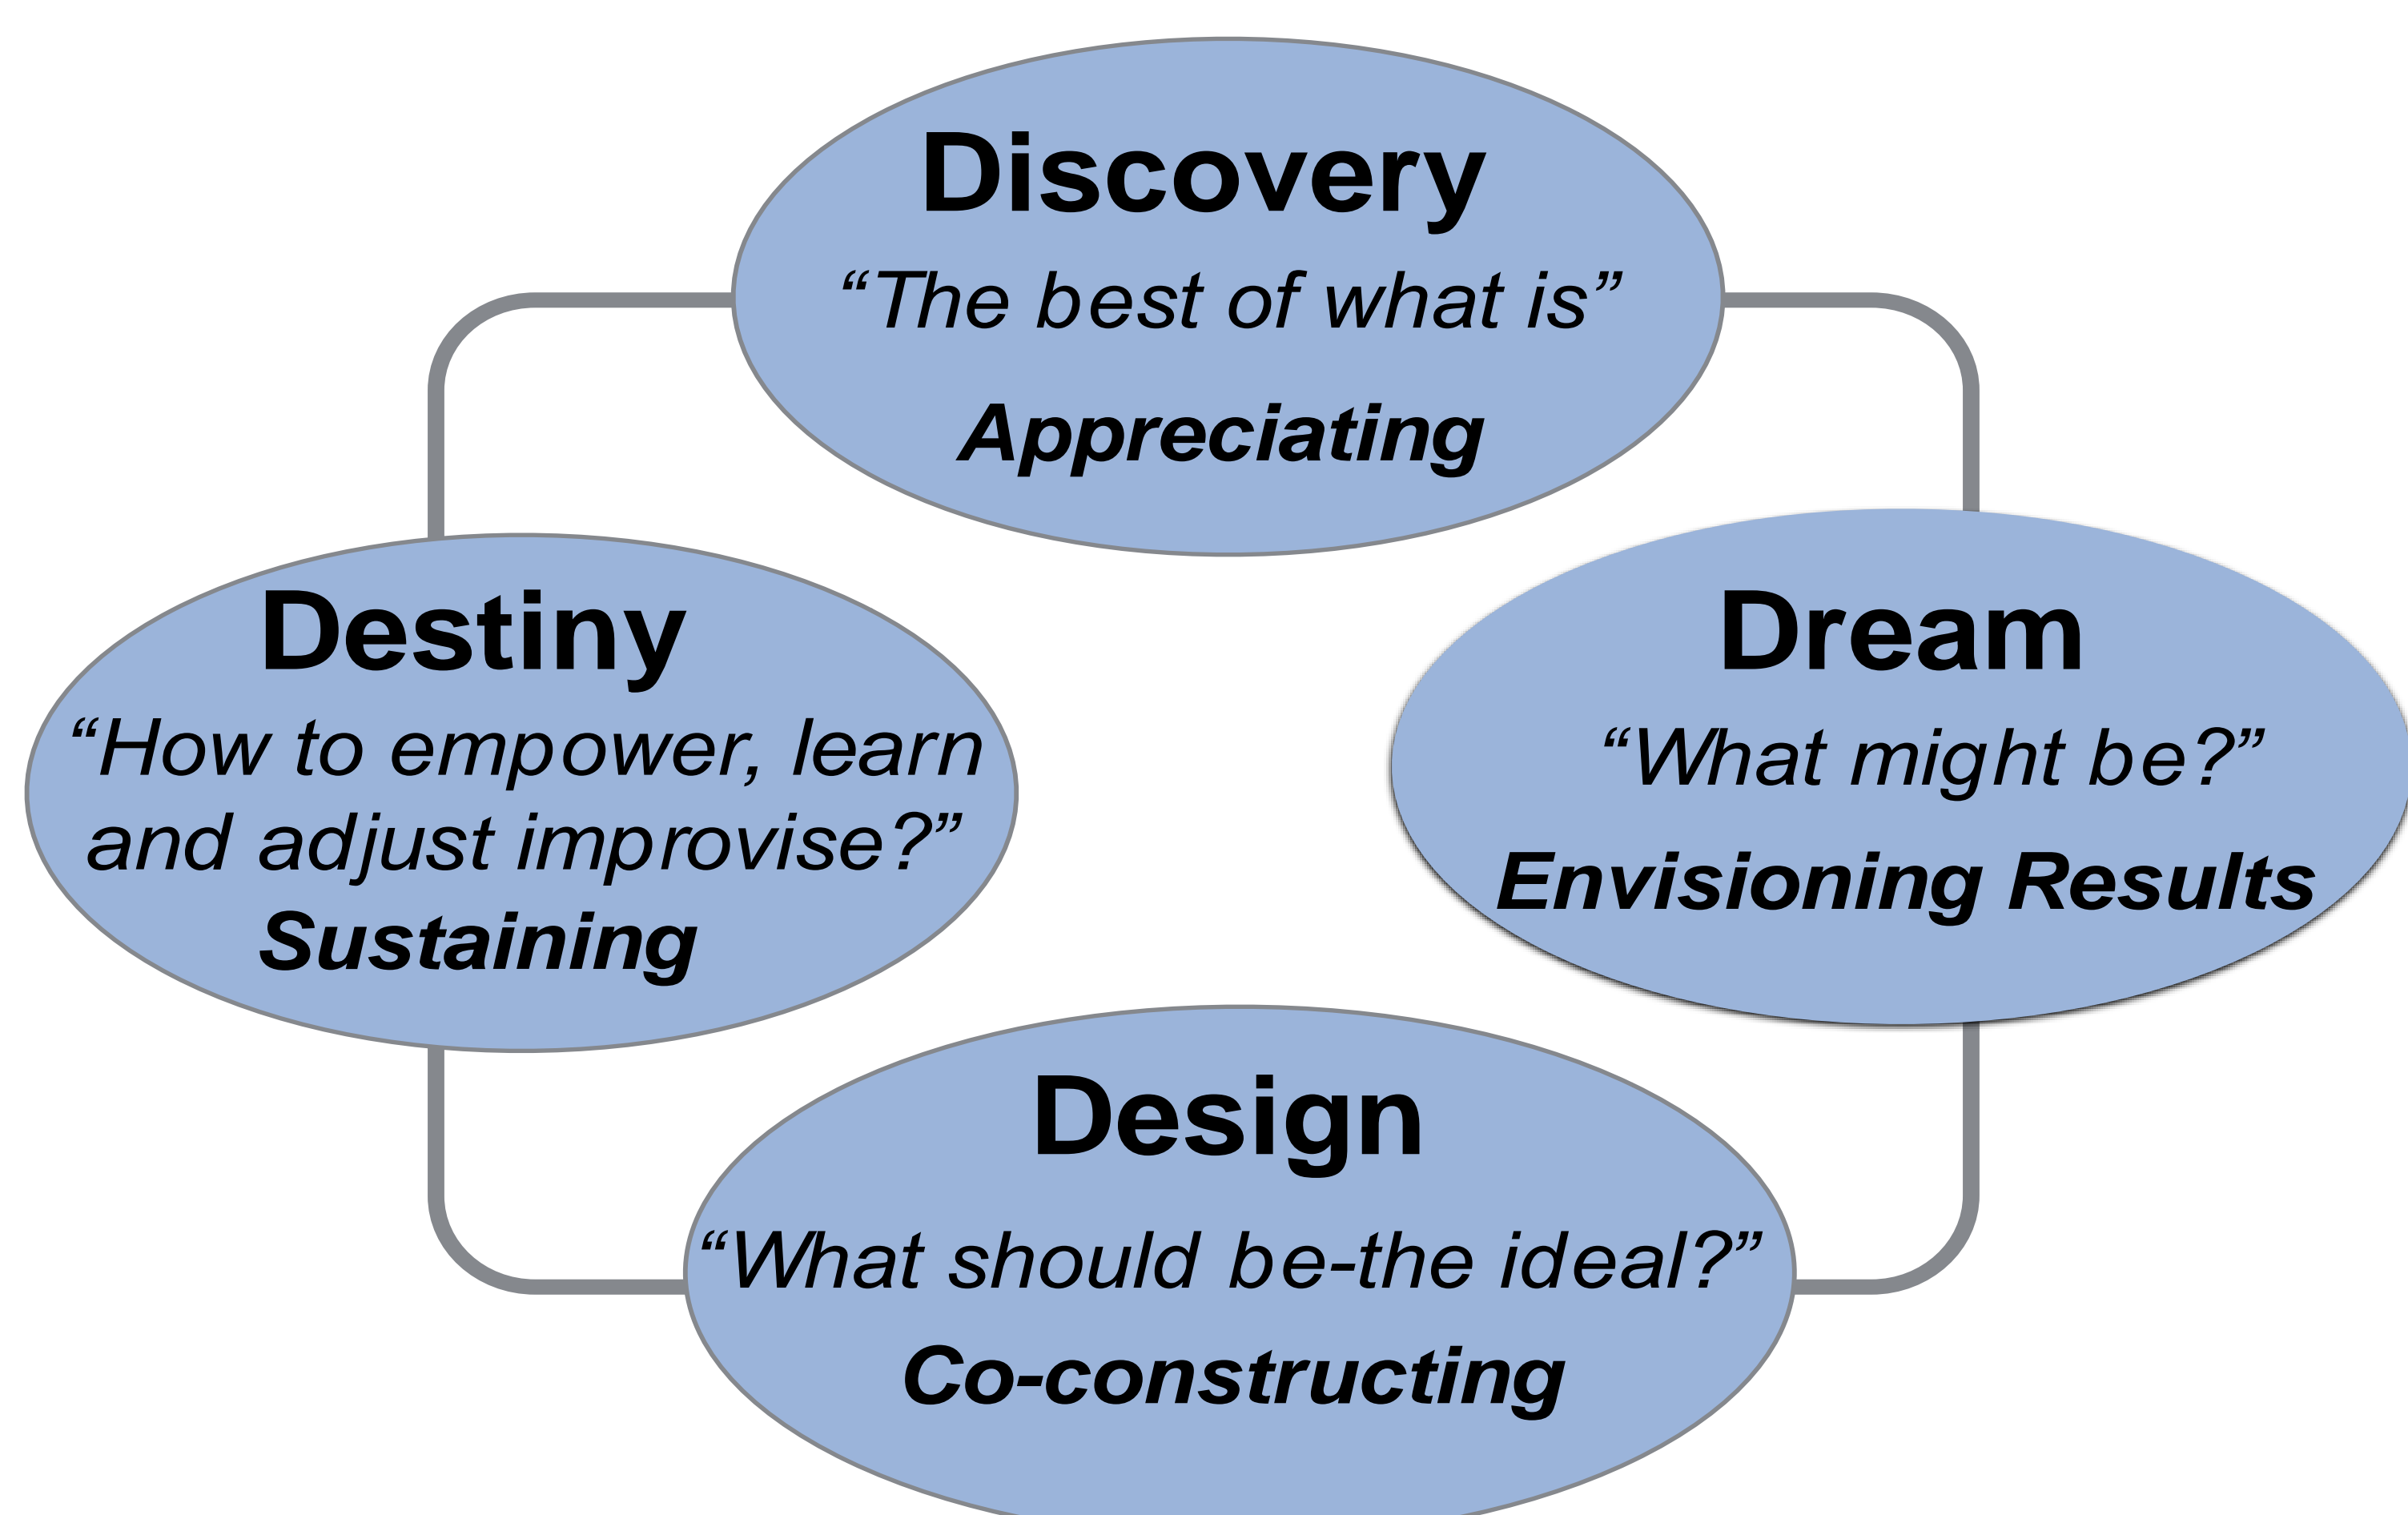 Discovery
“The best of what is”
Appreciating
Destiny
“How to empower, learn
and adjust improvise?”
Sustaining
Dream
“What might be?”
Envisioning Results
Design
“What should be-the ideal?”
Co-constructing